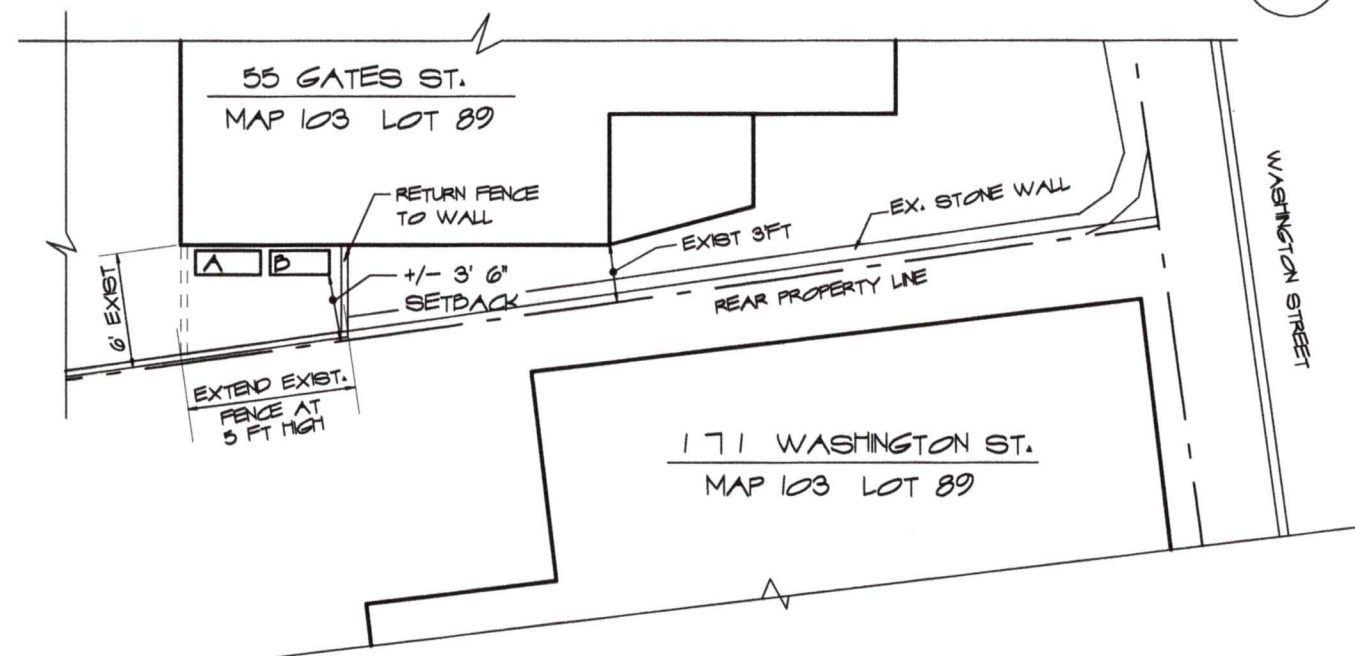 55 GATES ST.
MAP 103 LOT 89
RETURN FENCE
TO WALL
EX. STONE WALL
EXIST 3'FT
A
B
+/- 3' 6"
SETBACK
6' EXIST
REAR PROPERTY LINE
WASHINGTON STREET
EXTEND EXIST.
FENCE AT
5 FT HIGH
171 WASHINGTON ST.
MAP 103 LOT 89